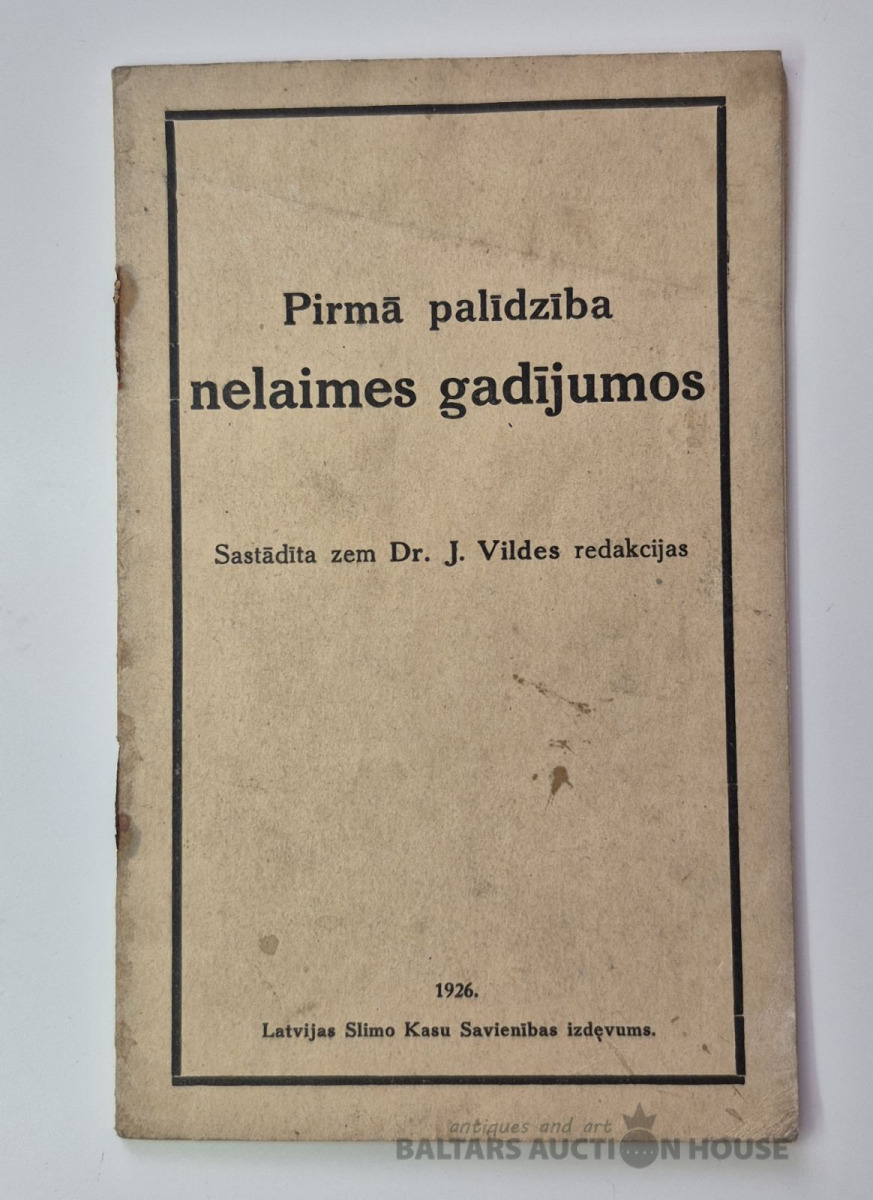 Pirmā palīdzība
nelaimes gadījumos
Sastādīta zem Dr. J. Vildes redakcijas
1926.
Latvijas Slimo Kasu Savienības izdęvums.
antiques and art
BALTARS AUCTION HOUSE